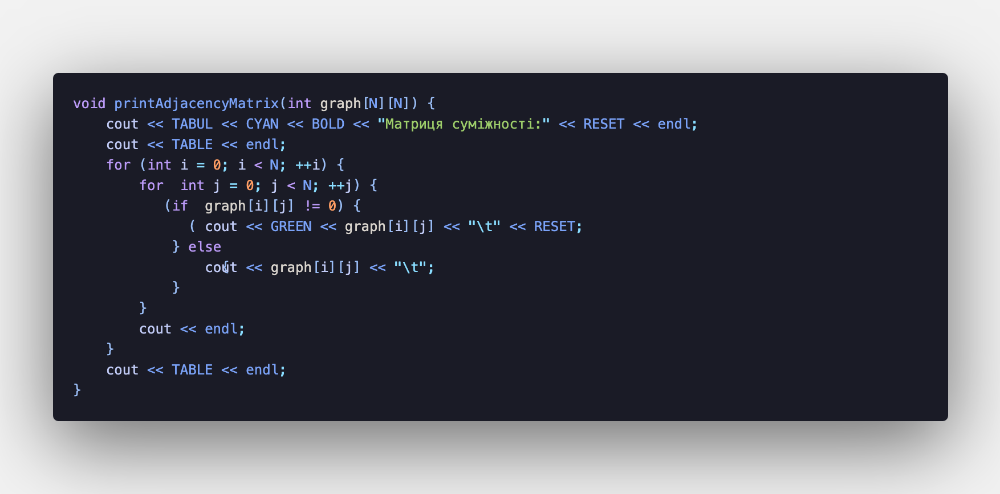 void printAdjacencyMatrix(int graph[N][N]) {
    cout << TABUL << CYAN << BOLD << "Матриця суміжності:" << RESET << endl;
    cout << TABLE << endl;
    for (int i = 0; i < N; ++i) {
        for  int j = 0; j < N; ++j) {
           (if  graph[i][j] != 0) {
              ( cout << GREEN << graph[i][j] << "\t" << RESET;
            } else
                cout << graph[i][j] << "\t";
            }
        }
        cout << endl;
    }
    cout << TABLE << endl;
}